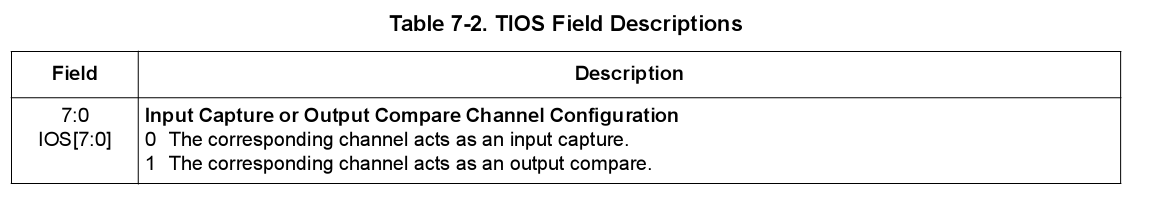 Table 7-2. TIOS Field Descriptions
Field Description
7:0
IOS[7:0]
Input Capture or Output Compare Channel Configuration
0 The corresponding channel acts as an input capture.
1 The corresponding channel acts as an output compare.